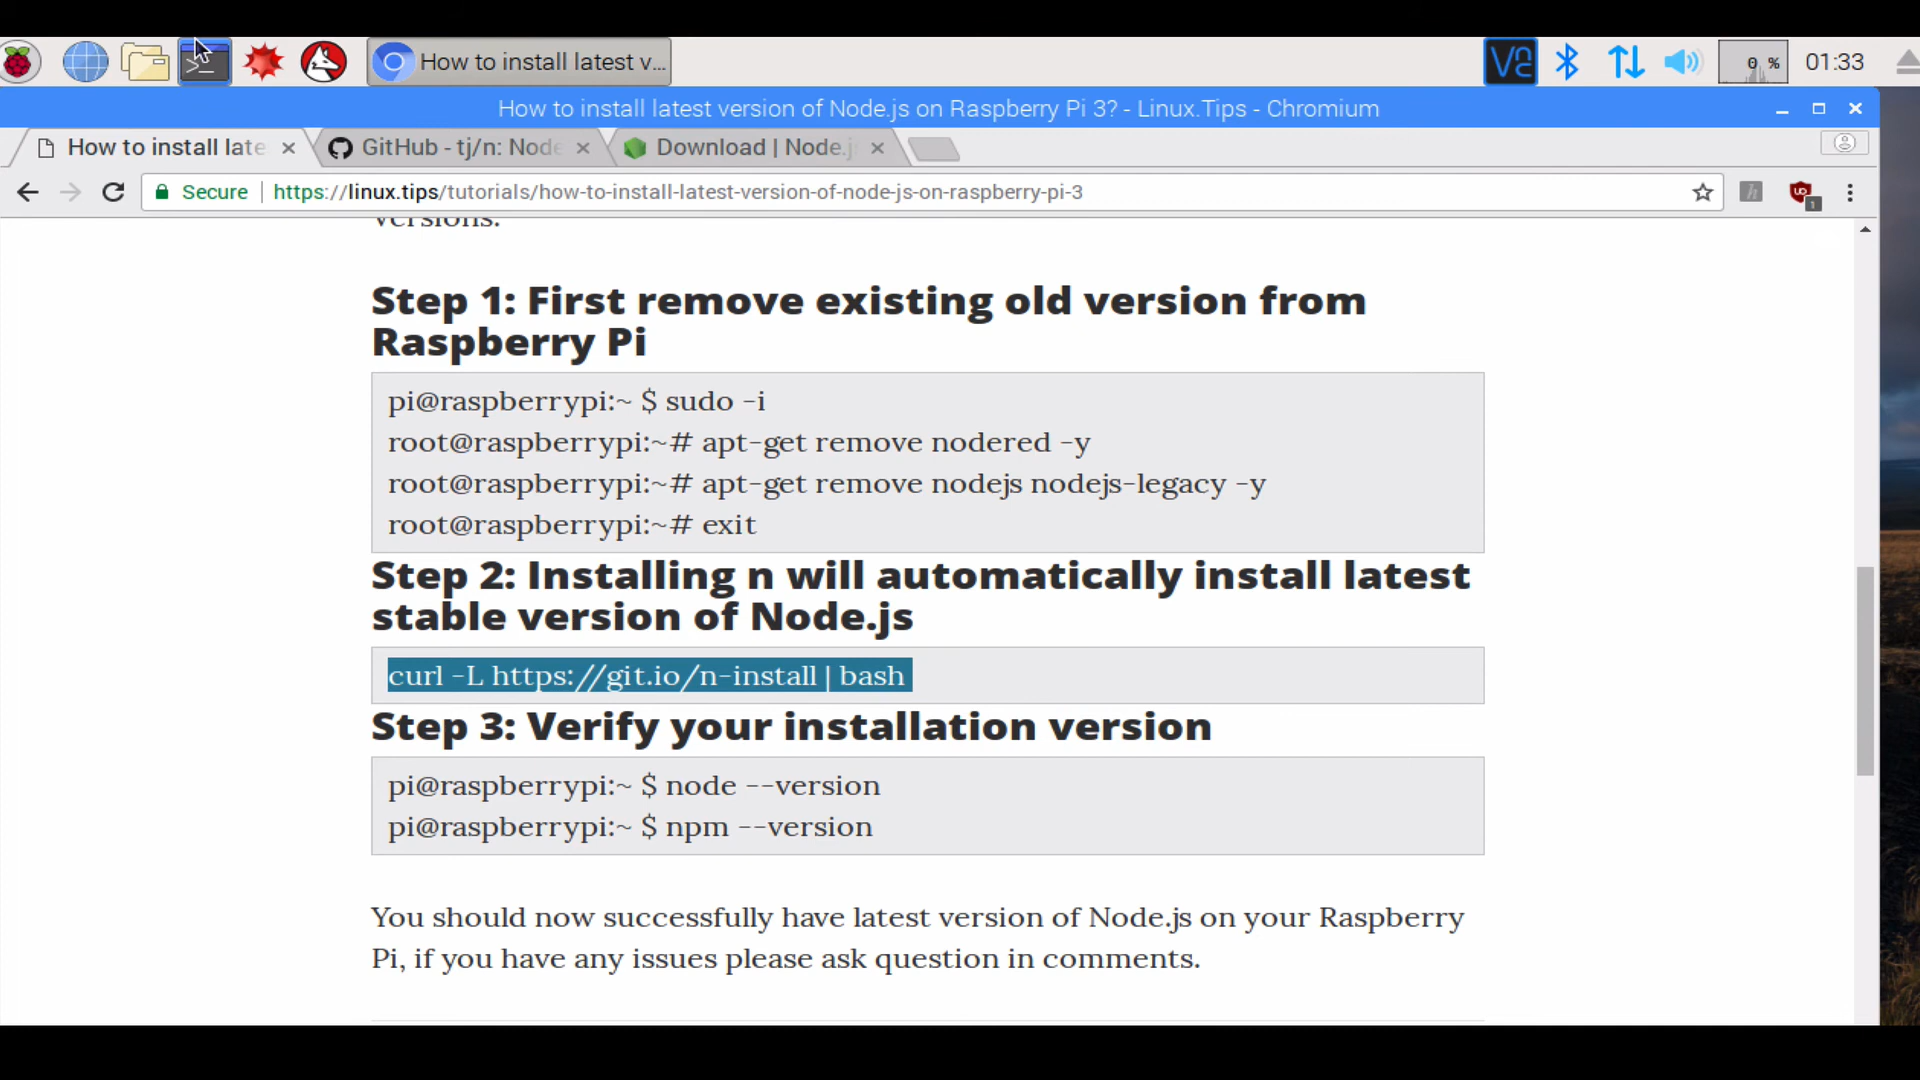 How to install latest v...
0 %
01:33
How to install latest version of Node.js on Raspberry Pi 3? - Linux.Tips - Chromium
How to install late
GitHub - tj/n: Node
Download | Node.j
Secure
https://linux.tips/tutorials/how-to-install-latest-version-of-node-js-on-raspberry-pi-3
1
versions.
Step 1: First remove existing old version from
Raspberry Pi
pi@raspberrypi:~ $ sudo -i
root@raspberrypi:~# apt-get remove nodered -y
root@raspberrypi:~# apt-get remove nodejs nodejs-legacy -y
root@raspberrypi:~# exit
Step 2: Installing n will automatically install latest
stable version of Node.js
curl -L https://git.io/n-install | bash
Step 3: Verify your installation version
pi@raspberrypi:~ $ node --version
pi@raspberrypi:~ $ npm --version
You should now successfully have latest version of Node.js on your Raspberry
Pi, if you have any issues please ask question in comments.